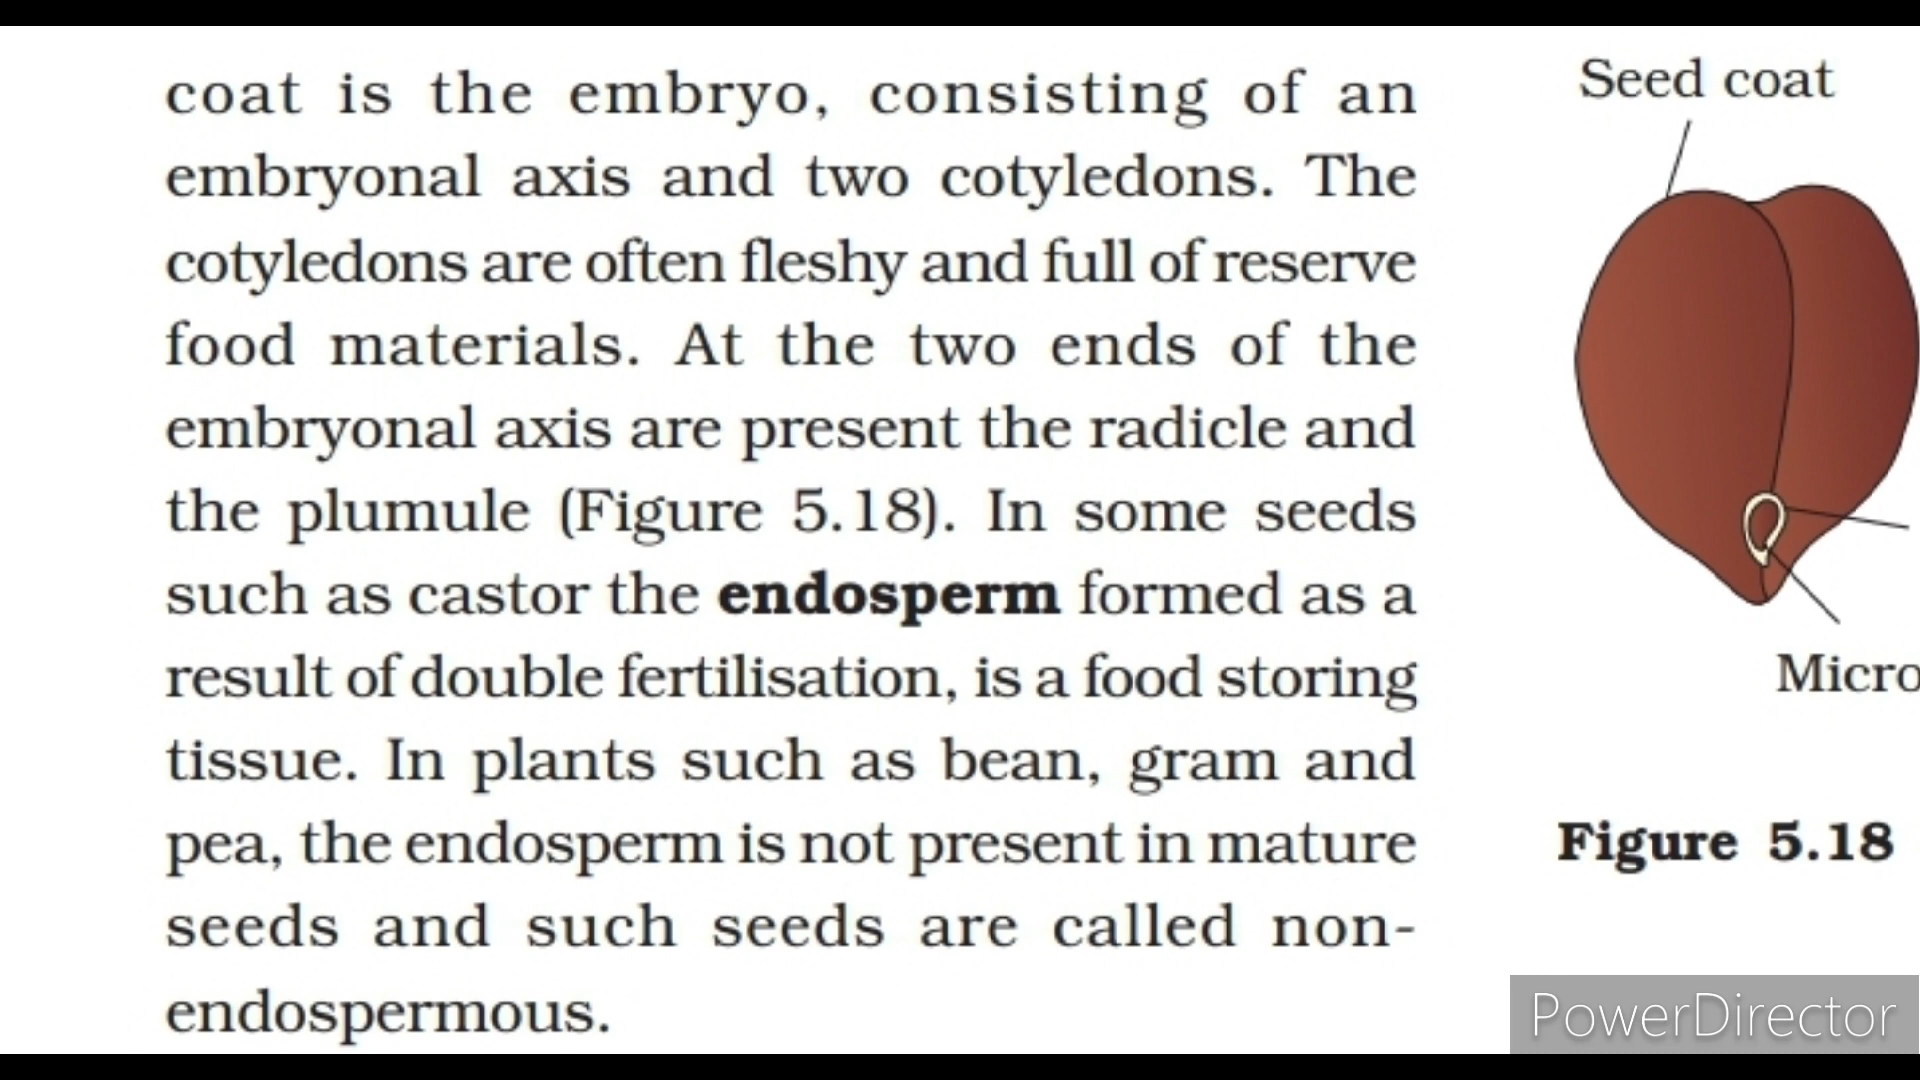 coat is the embryo, consisting of an
embryonal axis and two cotyledons. The
cotyledons are often fleshy and full of reserve
food materials. At the two ends of the
embryonal axis are present the radicle and
the plumule (Figure 5.18). In some seeds
such as castor the endosperm formed as a
result of double fertilisation, is a food storing
tissue. In plants such as bean, gram and
pea, the endosperm is not present in mature
seeds and such seeds are called non-
endospermous.
Seed coat
Micro
Figure 5.18
PowerDirector